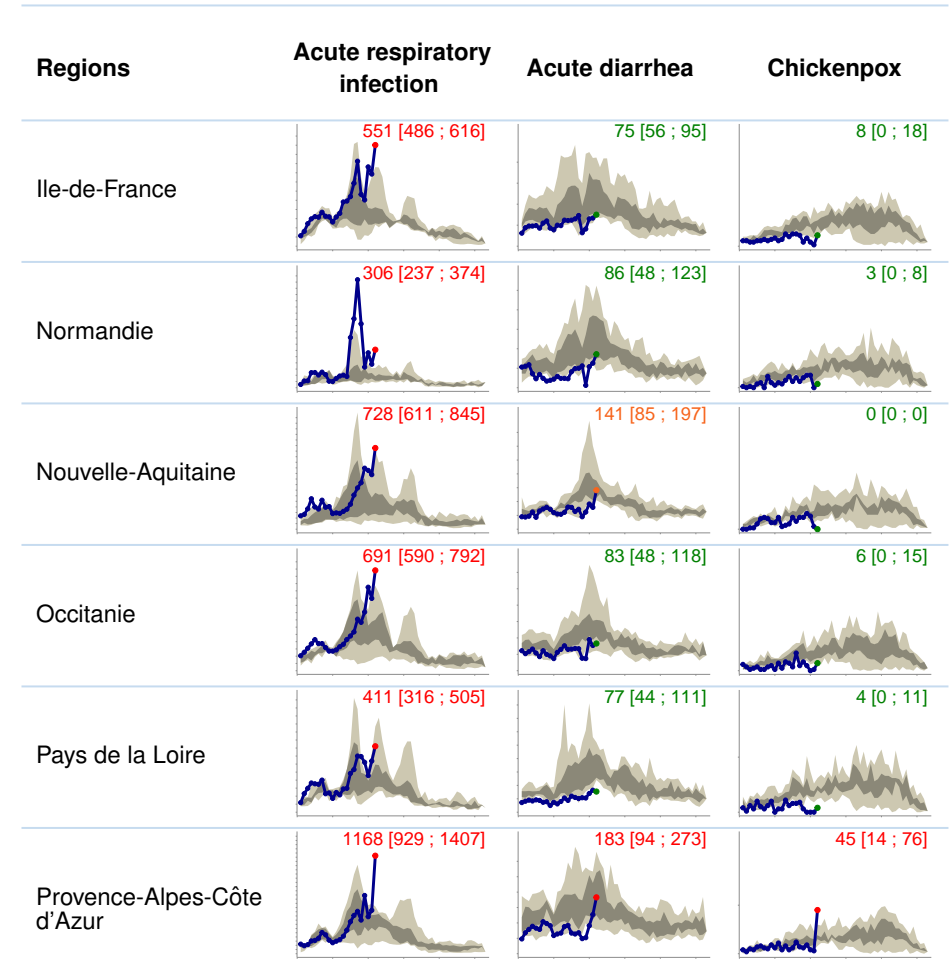 Regions
Acute respiratory
infection
Acute diarrhea
Chickenpox
Ile-de-France
551 [486 ; 616]
75 [56 ; 95]
8 [0 ; 18]
Normandie
306 [237 ; 374]
86 [48 ; 123]
3 [0 ; 8]
Nouvelle-Aquitaine
728 [611 ; 845]
141 [85 ; 197]
0 [0 ; 0]
Occitanie
691 [590 ; 792]
83 [48 ; 118]
6 [0 ; 15]
Pays de la Loire
411 [316 ; 505]
77 [44 ; 111]
4 [0 ; 11]
Provence-Alpes-Côte
d'Azur
1168 [929 ; 1407]
183 [94 ; 273]
45 [14 ; 76]